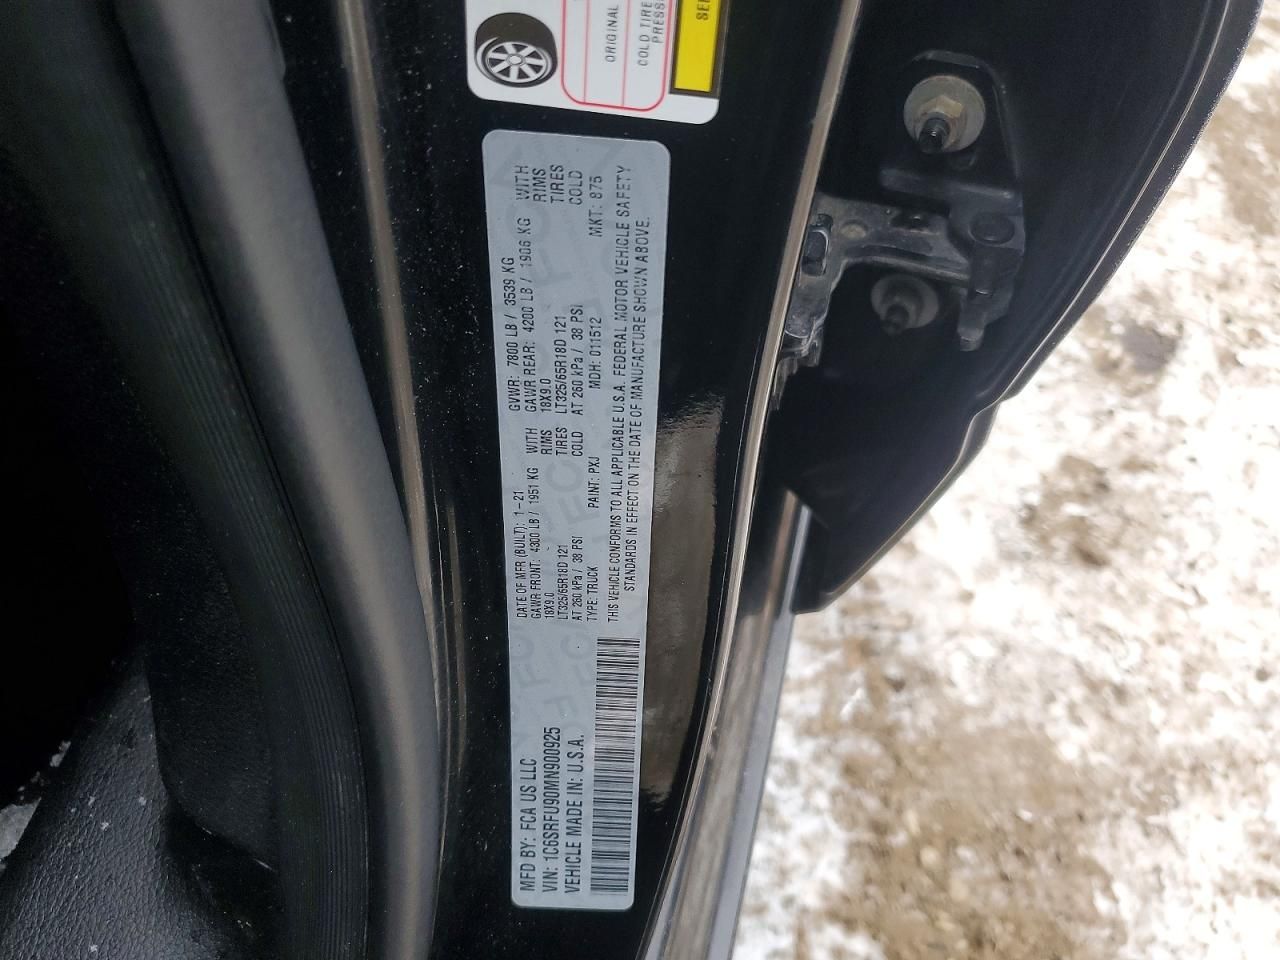 MFD BY: FCA US LLC
VIN: 1C6SRFU90MN900925
VEHICLE MADE IN: U.S.A.
DATE OF MFR (BUILT): 1-21 GVWR: 7800 LB / 3539 KG
GAWR FRONT: 4300 LB / 1951 KG WITH GAWR REAR: 4200 LB / 1906 KG WITH
18X9.0 RIMS 18X9.0 RIMS
LT325/65R18D 121 TIRES LT325/65R18D 121 TIRES
AT 260 kPa / 38 PSI COLD AT 260 kPa / 38 PSI COLD
TYPE: TRUCK PAINT: PXJ MDH: 011512 MKT: 875
THIS VEHICLE CONFORMS TO ALL APPLICABLE U.S.A. FEDERAL MOTOR VEHICLE SAFETY
STANDARDS IN EFFECT ON THE DATE OF MANUFACTURE SHOWN ABOVE.
ORIGINAL
COLD TIRE